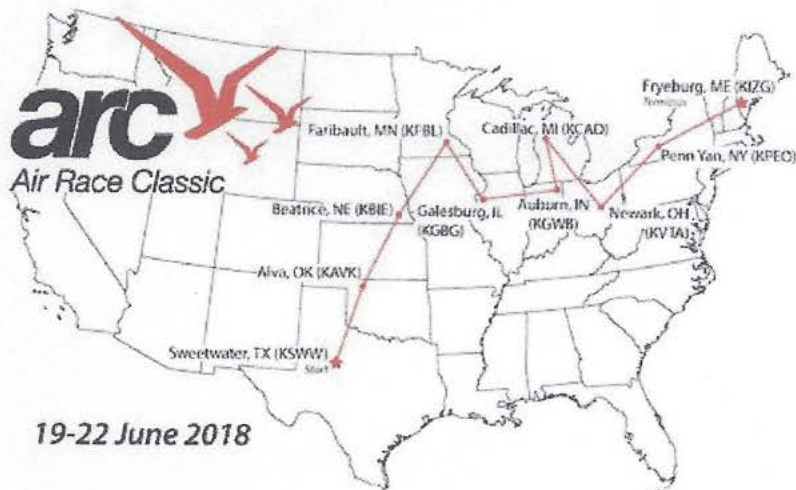 arc
Air Race Classic
Fryeburg, ME (KIZG)
Terminus
Faribault, MN (KFBL)
Cadillac, MI (KCAD)
Penn Yan, NY (KPEO)
Beatrice, NE (KBIE)
Galesburg, IL
(KGBG)
Auburn, IN
(KGWB)
Newark, OH
(KVTA)
Alva, OK (KAVK)
Sweetwater, TX (KSWW)
Start
19-22 June 2018